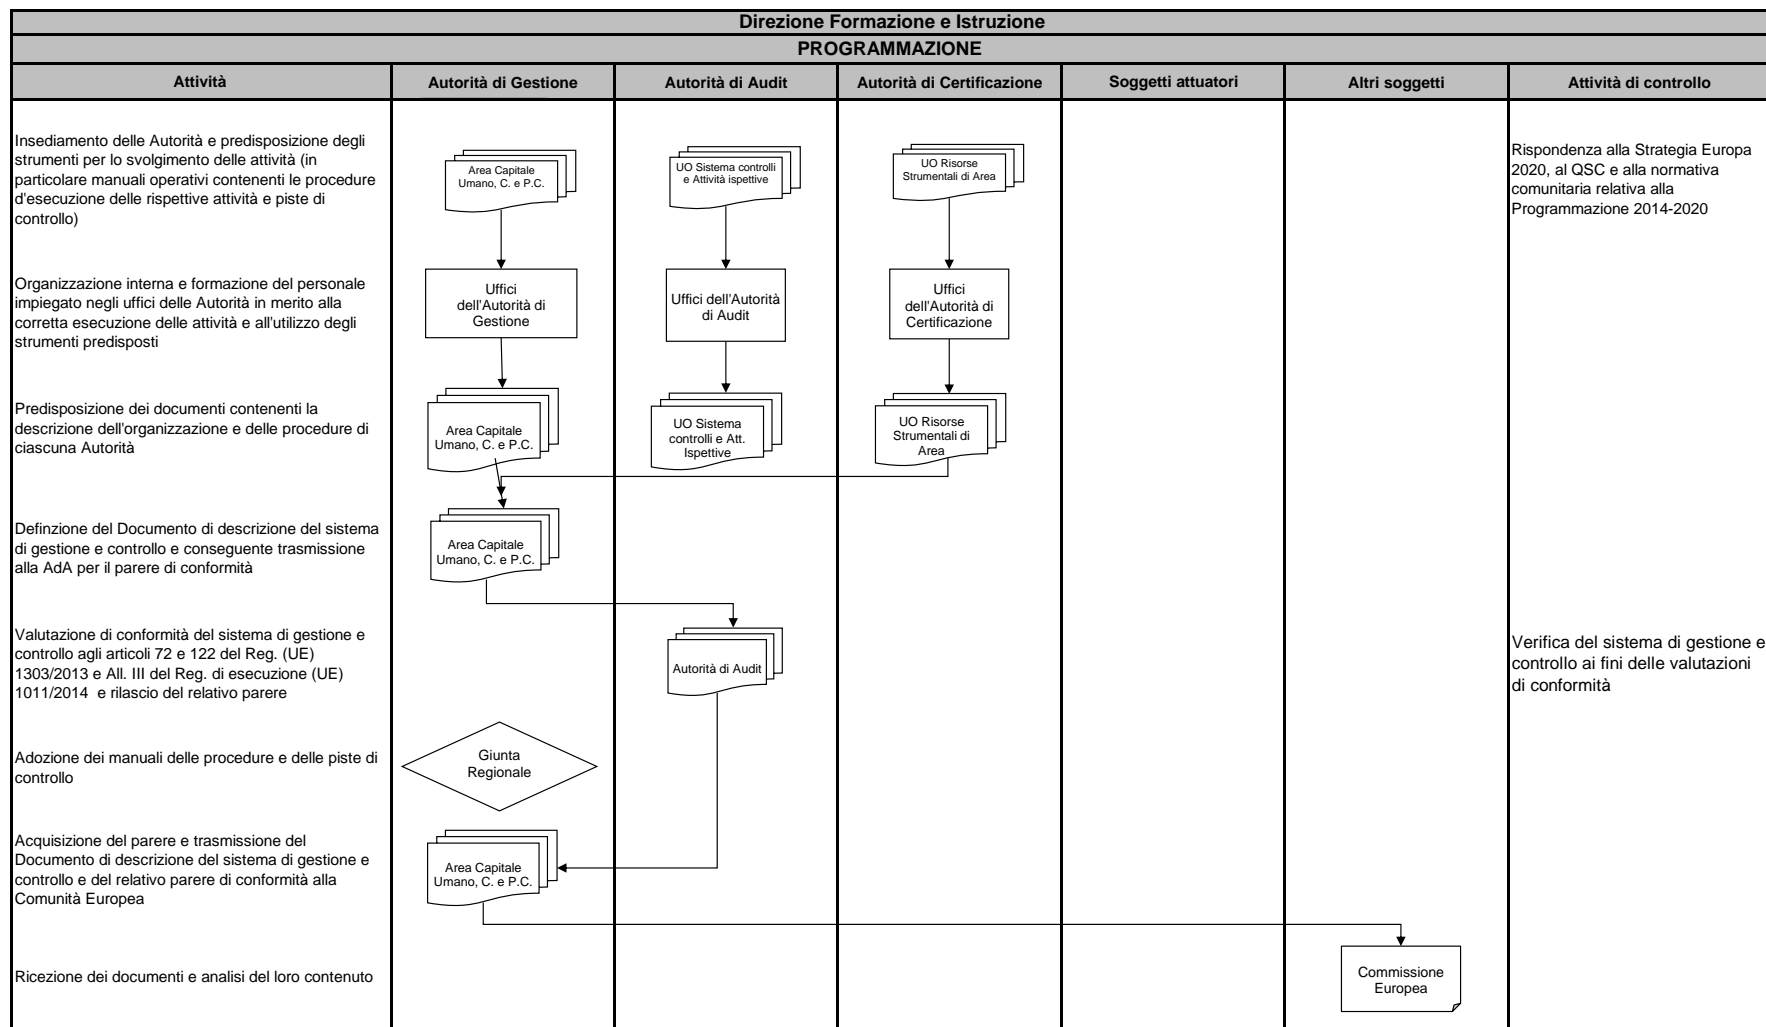 Direzione Formazione e Istruzione
PROGRAMMAZIONE
Attività
Autorità di Gestione
Autorità di Audit
Autorità di Certificazione
Soggetti attuatori
Altri soggetti
Attività di controllo
Insediamento delle Autorità e predisposizione degli
strumenti per lo svolgimento delle attività (in
particolare manuali operativi contenenti le procedure
d'esecuzione delle rispettive attività e piste di
controllo)
Area Capitale
Umano, C. e P.C.
UO Sistema controlli
e Attività ispettive
UO Risorse
Strumentali di Area
Rispondenza alla Strategia Europa
2020, al QSC e alla normativa
comunitaria relativa alla
Programmazione 2014-2020
Organizzazione interna e formazione del personale
impiegato negli uffici delle Autorità in merito alla
corretta esecuzione delle attività e all'utilizzo degli
strumenti predisposti
Uffici
dell'Autorità di
Gestione
Uffici dell'Autorità
di Audit
Uffici
dell'Autorità di
Certificazione
Predisposizione dei documenti contenenti la
descrizione dell'organizzazione e delle procedure di
ciascuna Autorità
Area Capitale
Umano, C. e P.C.
UO Sistema
controlli e Att.
Ispettive
UO Risorse
Strumentali di
Area
Definzione del Documento di descrizione del sistema
di gestione e controllo e conseguente trasmissione
alla AdA per il parere di conformità
Area Capitale
Umano, C. e P.C.
Valutazione di conformità del sistema di gestione e
controllo agli articoli 72 e 122 del Reg. (UE)
1303/2013 e All. III del Reg. di esecuzione (UE)
1011/2014  e rilascio del relativo parere
Autorità di Audit
Verifica del sistema di gestione e
controllo ai fini delle valutazioni
di conformità
Adozione dei manuali delle procedure e delle piste di
controllo
Giunta
Regionale
Acquisizione del parere e trasmissione del
Documento di descrizione del sistema di gestione e
controllo e del relativo parere di conformità alla
Comunità Europea
Area Capitale
Umano, C. e P.C.
Ricezione dei documenti e analisi del loro contenuto
Commissione
Europea